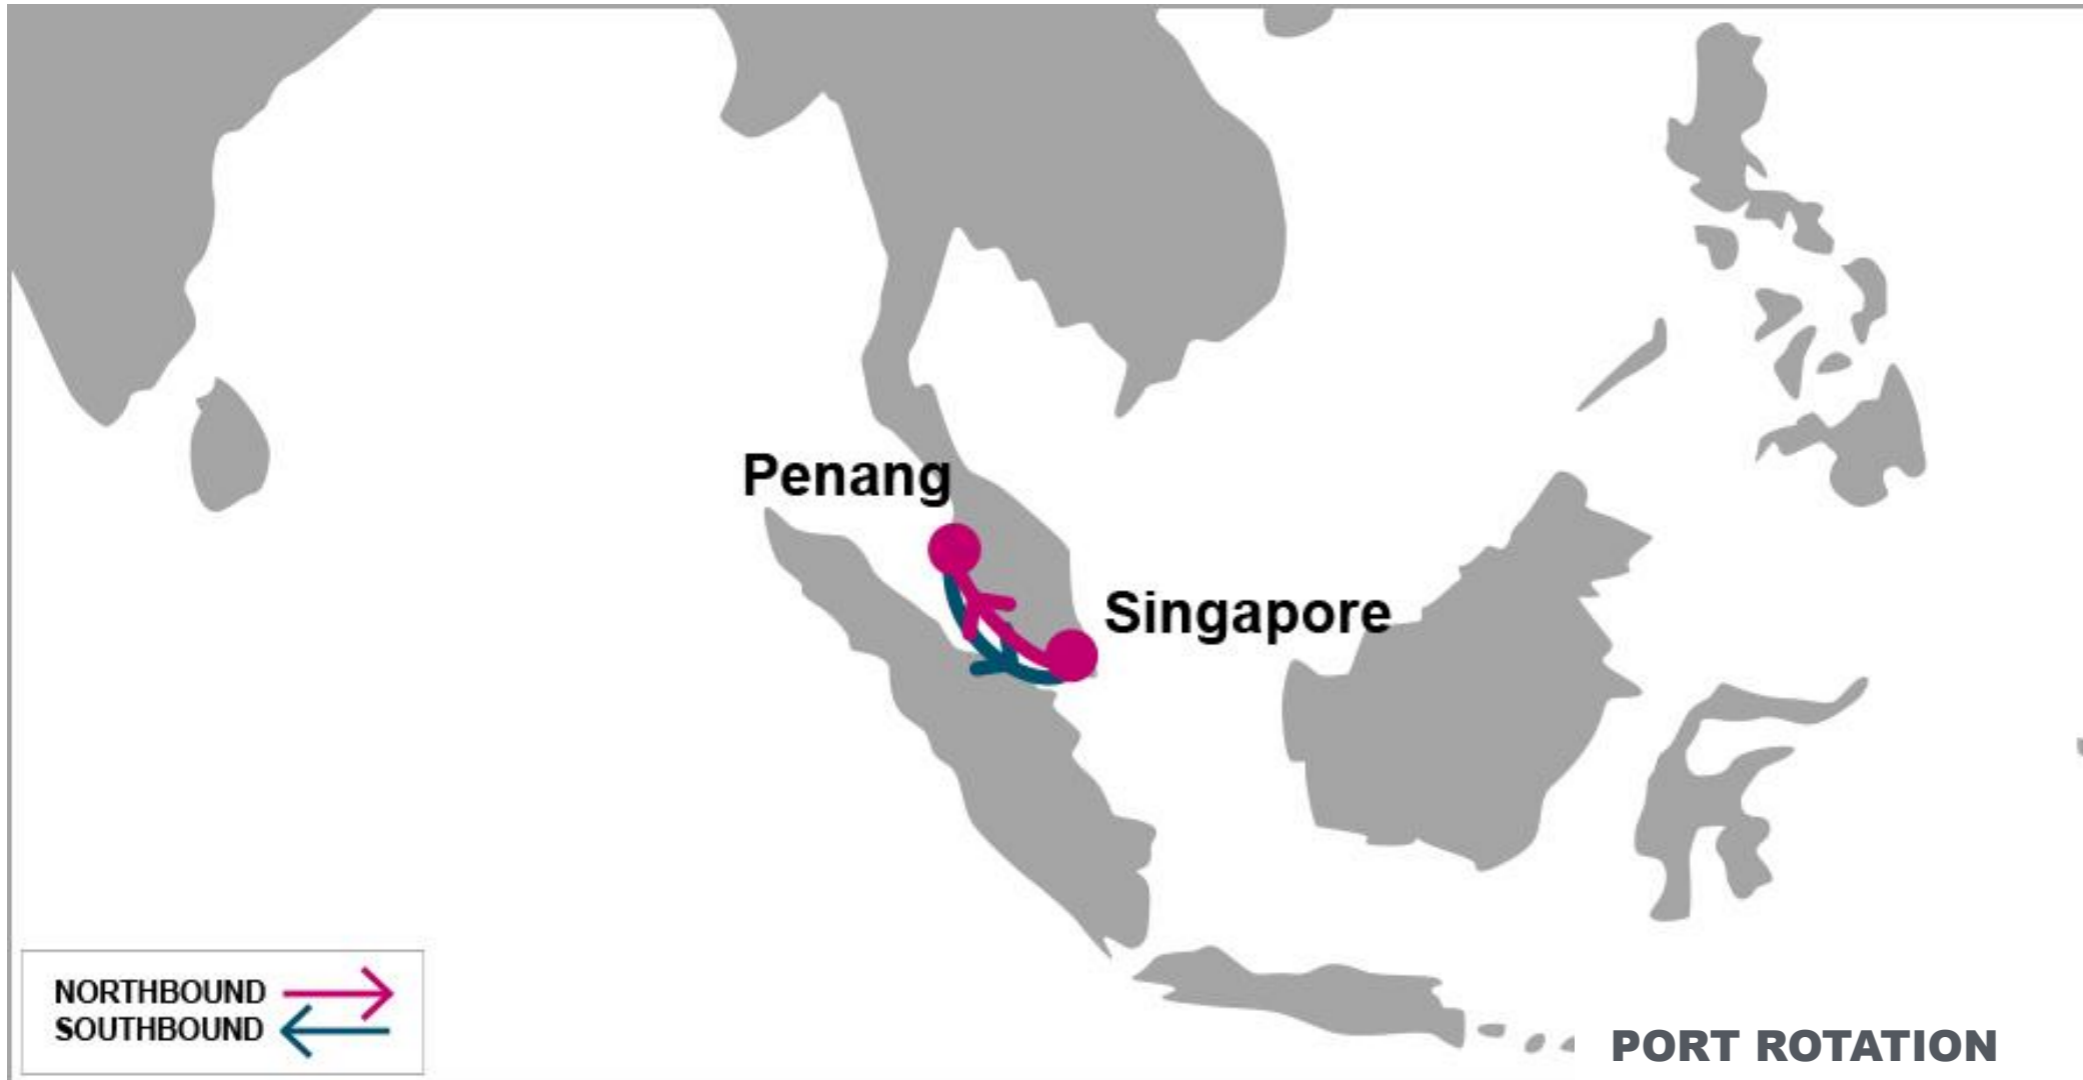 Penang
Singapore
NORTHBOUND
SOUTHBOUND
PORT ROTATION